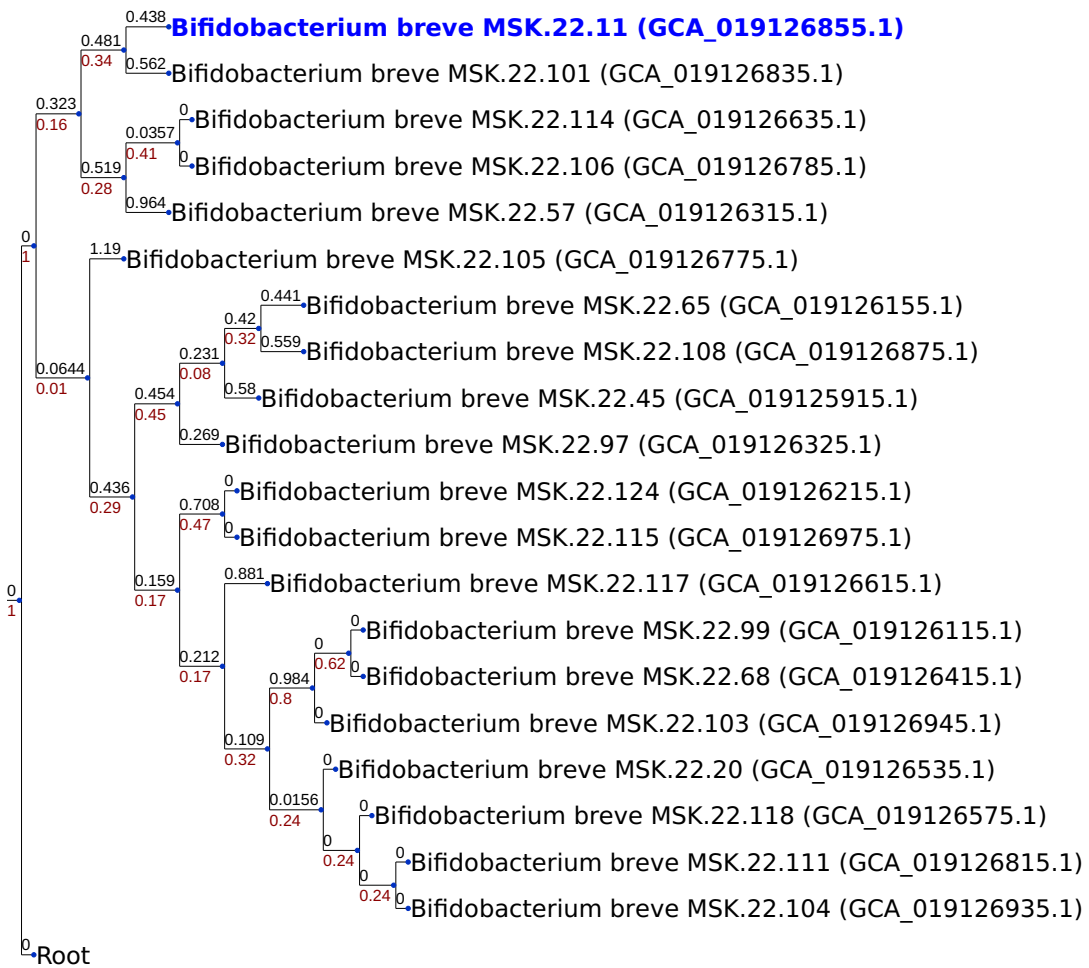 0.438
Bifidobacterium breve MSK.22.11 (GCA_019126855.1)
0.481
0.34
0.562
Bifidobacterium breve MSK.22.101 (GCA_019126835.1)
0.323
0.16
0
Bifidobacterium breve MSK.22.114 (GCA_019126635.1)
0.0357
0.41
0
Bifidobacterium breve MSK.22.106 (GCA_019126785.1)
0.519
0.28
0.964
Bifidobacterium breve MSK.22.57 (GCA_019126315.1)
0
1
1.19
Bifidobacterium breve MSK.22.105 (GCA_019126775.1)
0.441
Bifidobacterium breve MSK.22.65 (GCA_019126155.1)
0.42
0.32
0.559
Bifidobacterium breve MSK.22.108 (GCA_019126875.1)
0.231
0.08
0.0644
0.01
0.58
Bifidobacterium breve MSK.22.45 (GCA_019125915.1)
0.454
0.45
0.269
Bifidobacterium breve MSK.22.97 (GCA_019126325.1)
0.436
0.29
0
Bifidobacterium breve MSK.22.124 (GCA_019126215.1)
0.708
0.47
0
Bifidobacterium breve MSK.22.115 (GCA_019126975.1)
0.159
0.17
0.881
Bifidobacterium breve MSK.22.117 (GCA_019126615.1)
0
1
0
Bifidobacterium breve MSK.22.99 (GCA_019126115.1)
0
0.62
0
Bifidobacterium breve MSK.22.68 (GCA_019126415.1)
0.212
0.17
0.984
0.8
0
Bifidobacterium breve MSK.22.103 (GCA_019126945.1)
0.109
0.32
0
Bifidobacterium breve MSK.22.20 (GCA_019126535.1)
0.0156
0.24
0
Bifidobacterium breve MSK.22.118 (GCA_019126575.1)
0
0.24
0
Bifidobacterium breve MSK.22.111 (GCA_019126815.1)
0
0.24
0
Bifidobacterium breve MSK.22.104 (GCA_019126935.1)
0
Root